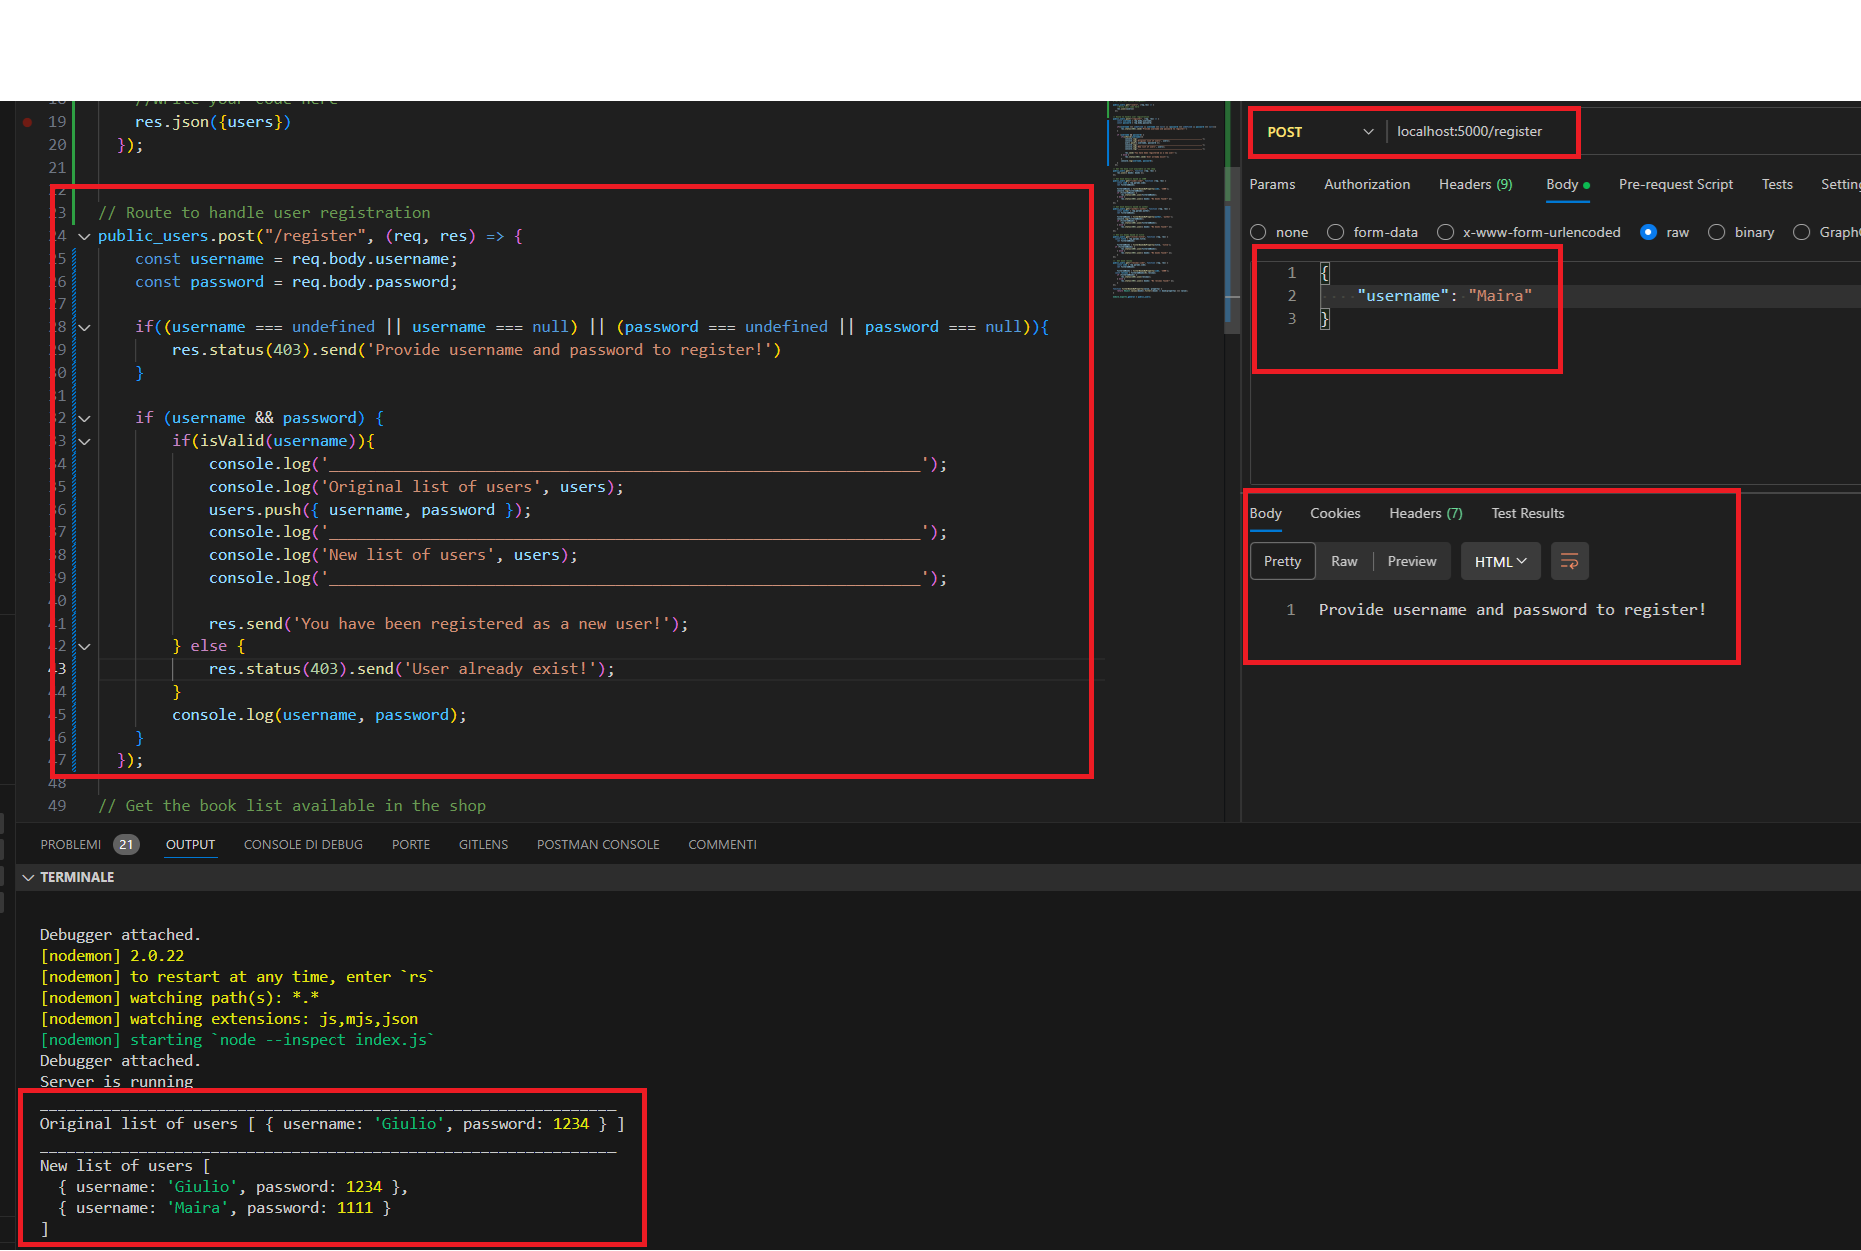 //Write your code here
19 res.json({users})
20 });
21
22
23 // Route to handle user registration
24 public_users.post("/register", (req, res) => {
25 const username = req.body.username;
26 const password = req.body.password;
27
28 if((username === undefined || username === null) || (password === undefined || password === null)){
29 res.status(403).send('Provide username and password to register!')
30 }
31
32 if (username && password) {
33 if(isValid(username)){
34 console.log('________________________________________________________________');
35 console.log('Original list of users', users);
36 users.push({ username, password });
37 console.log('________________________________________________________________');
38 console.log('New list of users', users);
39 console.log('________________________________________________________________');
40
41 res.send('You have been registered as a new user!');
42 } else {
43 res.status(403).send('User already exist!');
44 }
45 console.log(username, password);
46 }
47 });
48
49 // Get the book list available in the shop
POST localhost:5000/register
Params Authorization Headers (9) Body Pre-request Script Tests Setting
none form-data x-www-form-urlencoded raw binary Graph
1 {
2 "username": "Maira"
3 }
Body Cookies Headers (7) Test Results
Pretty Raw Preview HTML
1 Provide username and password to register!
PROBLEMI 21 OUTPUT CONSOLE DI DEBUG PORTE GITLENS POSTMAN CONSOLE COMMENTI
TERMINALE
Debugger attached.
[nodemon] 2.0.22
[nodemon] to restart at any time, enter `rs`
[nodemon] watching path(s): *.*
[nodemon] watching extensions: js,mjs,json
[nodemon] starting `node --inspect index.js`
Debugger attached.
Server is running
________________________________________________________________
Original list of users [ { username: 'Giulio', password: 1234 } ]
________________________________________________________________
New list of users [
{ username: 'Giulio', password: 1234 },
{ username: 'Maira', password: 1111 }
]